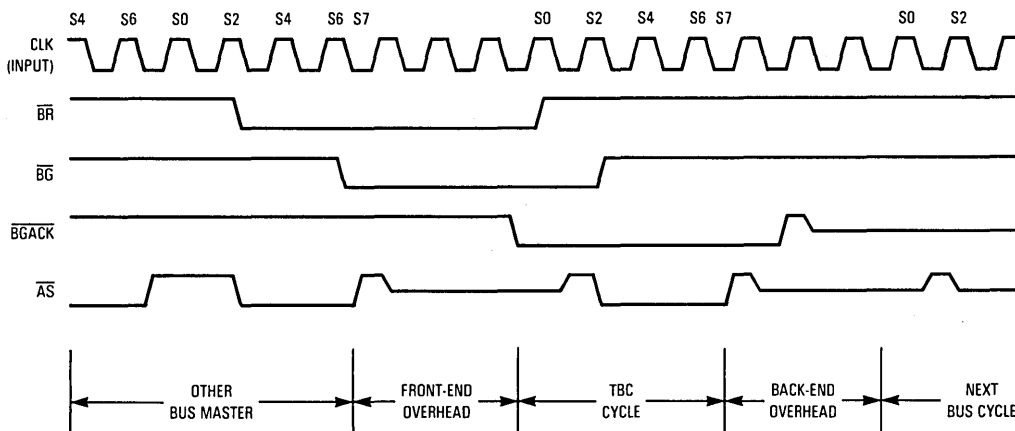 S4 S6 S0 S2 S4 S6 S7 S0 S2 S4 S6 S7 S0 S2
CLK
(INPUT)
BR
BG
BGACK
AS
OTHER
BUS MASTER
FRONT-END
OVERHEAD
TBC
CYCLE
BACK-END
OVERHEAD
NEXT
BUS CYCLE